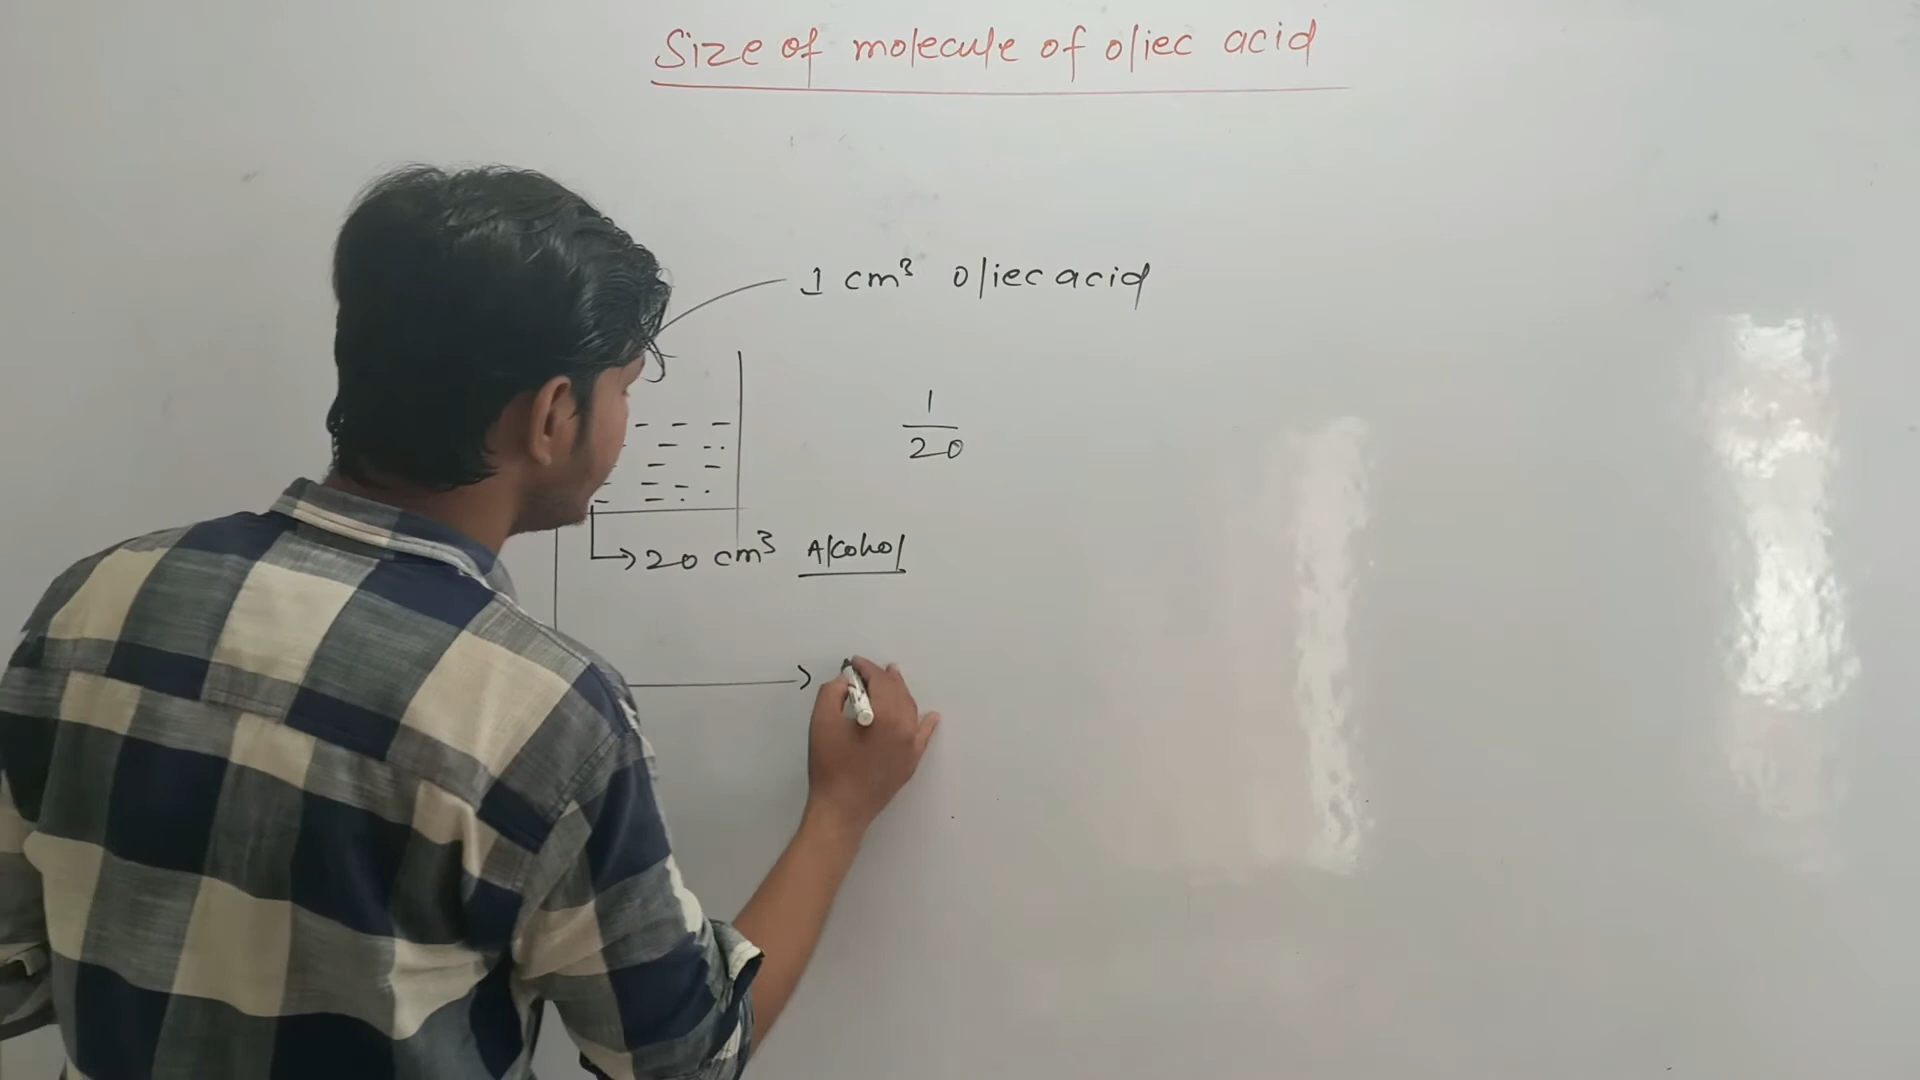 Size of molecule of oliec acid
1 cm³ oliec acid
1
20
20 cm³ Alcohol